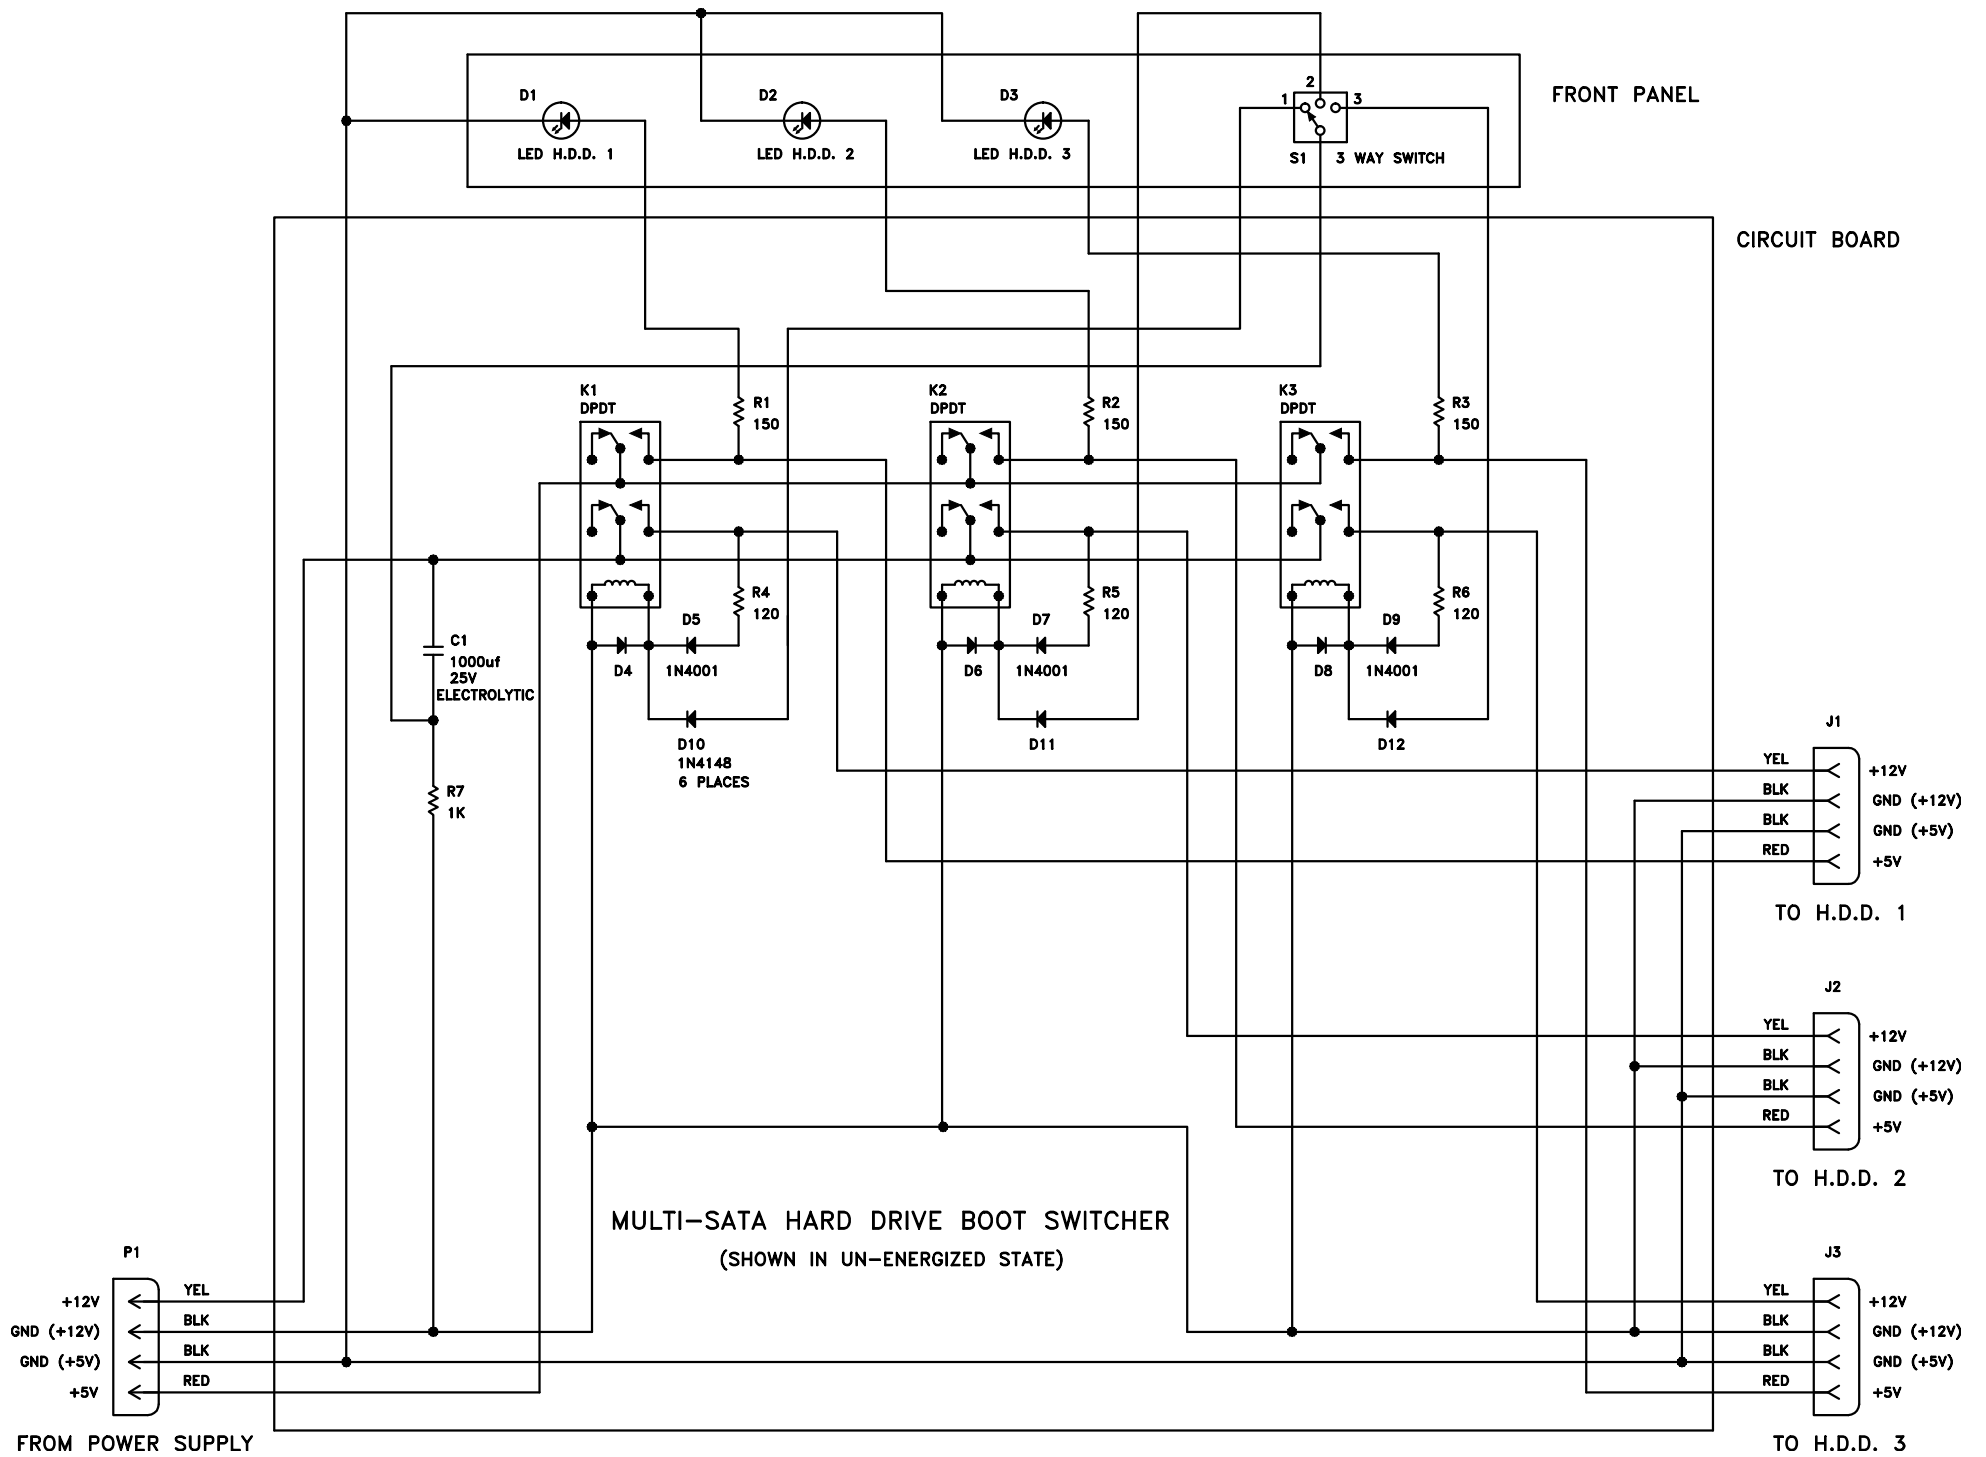 FRONT PANEL
D1
LED H.D.D. 1
D2
LED H.D.D. 2
D3
LED H.D.D. 3
2
1
3
S1
3 WAY SWITCH
CIRCUIT BOARD
K1
DPDT
R1
150
K2
DPDT
R2
150
K3
DPDT
R3
150
R4
120
D5
D4
1N4001
R5
120
D7
D6
1N4001
R6
120
D9
D8
1N4001
C1
1000uf
25V
ELECTROLYTIC
D10
1N4148
6 PLACES
D11
D12
R7
1K
J1
YEL
+12V
BLK
GND (+12V)
BLK
GND (+5V)
RED
+5V
TO H.D.D. 1
J2
YEL
+12V
BLK
GND (+12V)
BLK
GND (+5V)
RED
+5V
TO H.D.D. 2
MULTI-SATA HARD DRIVE BOOT SWITCHER
(SHOWN IN UN-ENERGIZED STATE)
P1
+12V
YEL
GND (+12V)
BLK
GND (+5V)
BLK
+5V
RED
FROM POWER SUPPLY
J3
YEL
+12V
BLK
GND (+12V)
BLK
GND (+5V)
RED
+5V
TO H.D.D. 3